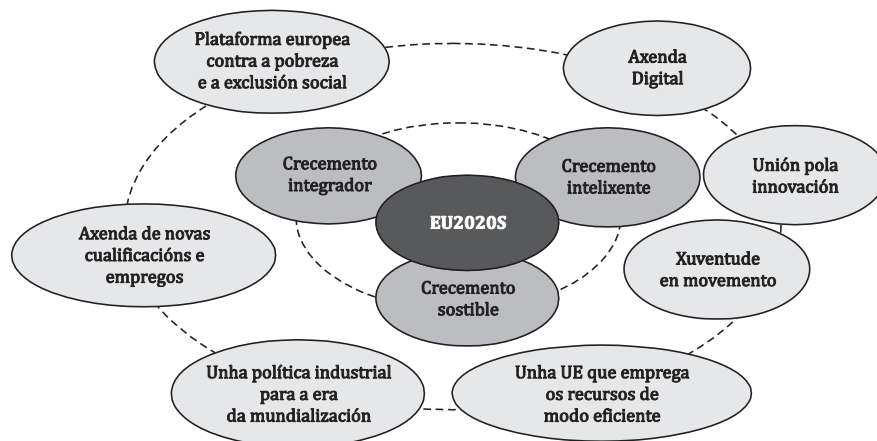 Plataforma europea
contra a pobreza
e a exclusión social
Axenda
Digital
Crecemento
integrador
Crecemento
intelixente
Unión pola
innovación
EU2020S
Axenda de novas
cualificacións e
empregos
Xuventude
en movemento
Crecemento
sostible
Unha política industrial
para a era
da mundialización
Unha UE que emprega
os recursos de
modo eficiente